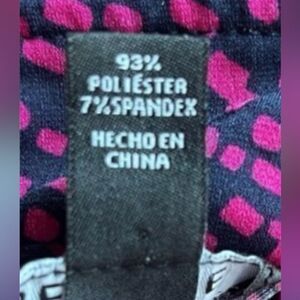 93%
POLIÉSTER
7%SPANDEX
HECHO EN
CHINA